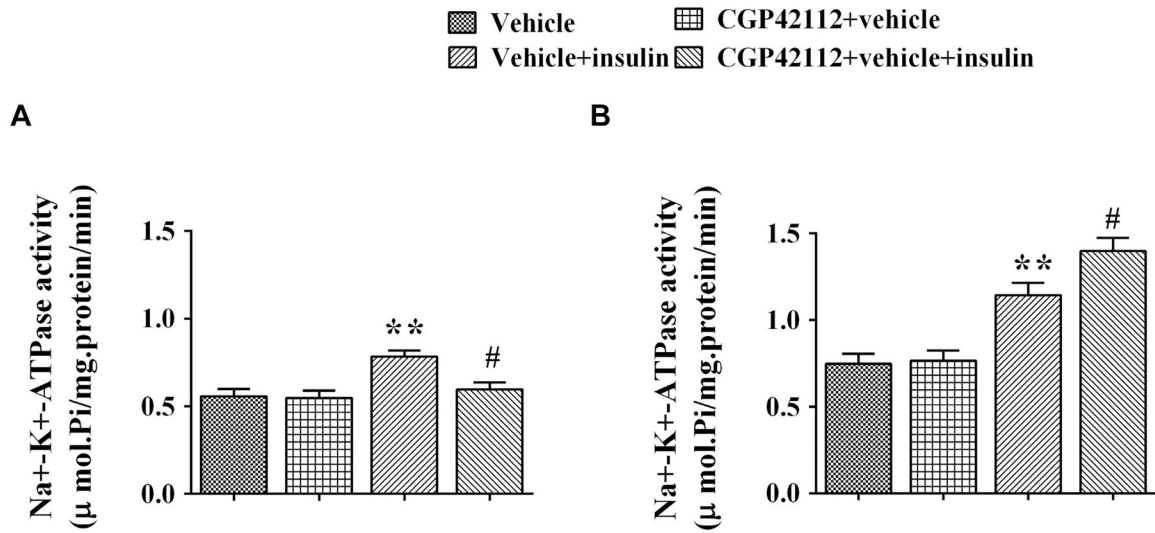 Vehicle
CGP42112+vehicle
Vehicle+insulin
CGP42112+vehicle+insulin
A
B
Na+-K+-ATPase activity
(μ mol.Pi/mg.protein/min)
1.5
1.0
0.5
0.0
**
#
Na+-K+-ATPase activity
(μ mol.Pi/mg.protein/min)
1.5
1.0
0.5
0.0
**
#